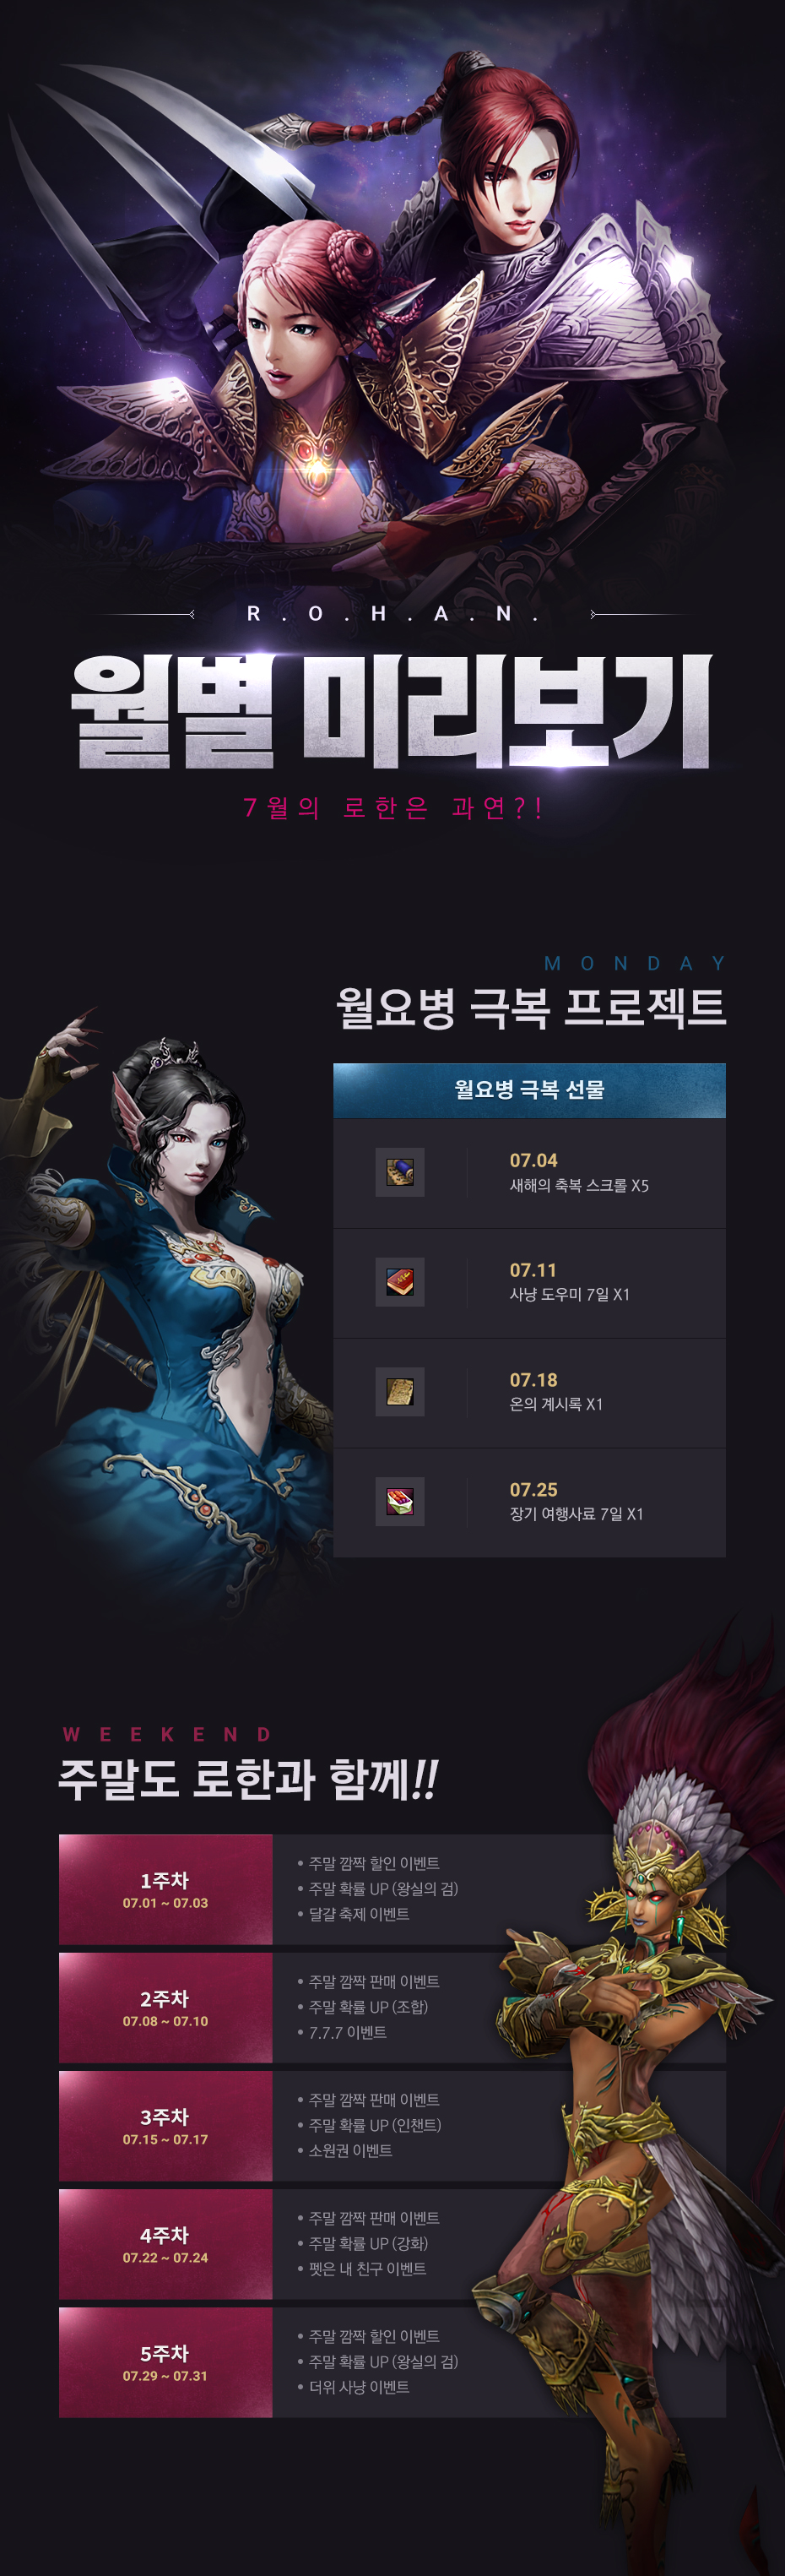 R.O.H.A.N.
월별 미리보기
7월의 로한은 과연?!
MONDAY
월요병 극복 프로젝트
월요병 극복 선물
07.04
새해의 축복 스크롤 X5
07.11
사냥 도우미 7일 X1
07.18
온의 계시록 X1
07.25
장기 여행사료 7일 X1
WEEKEND
주말도 로한과 함께!!
1주차
07.01 ~ 07.03
• 주말 깜짝 할인 이벤트
• 주말 확률 UP (왕실의 검)
• 달걀 축제 이벤트
2주차
07.08 ~ 07.10
• 주말 깜짝 판매 이벤트
• 주말 확률 UP (조합)
• 7.7.7 이벤트
3주차
07.15 ~ 07.17
• 주말 깜짝 판매 이벤트
• 주말 확률 UP (인챈트)
• 소원권 이벤트
4주차
07.22 ~ 07.24
• 주말 깜짝 판매 이벤트
• 주말 확률 UP (강화)
• 펫은 내 친구 이벤트
5주차
07.29 ~ 07.31
• 주말 깜짝 할인 이벤트
• 주말 확률 UP (왕실의 검)
• 더위 사냥 이벤트